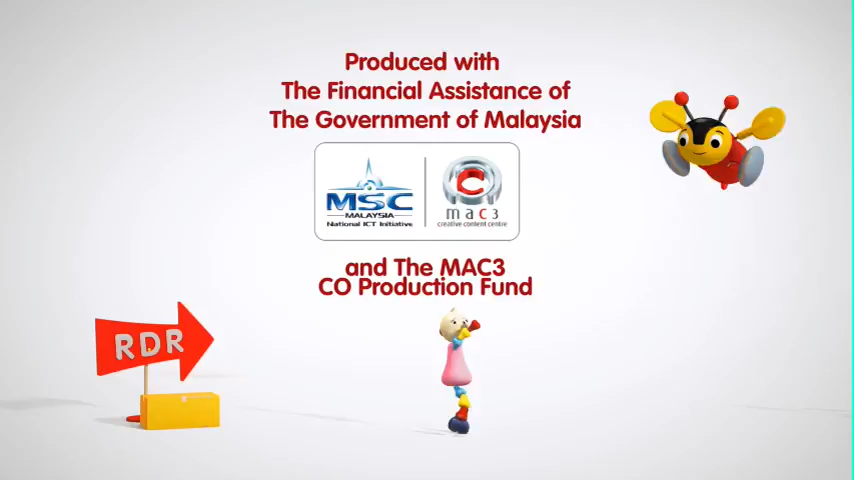 Produced with
The Financial Assistance of
The Government of Malaysia
MSC
MALAYSIA
National ICT Initiative
mac3
creative content centre
and The MAC3
CO Production Fund
RDR